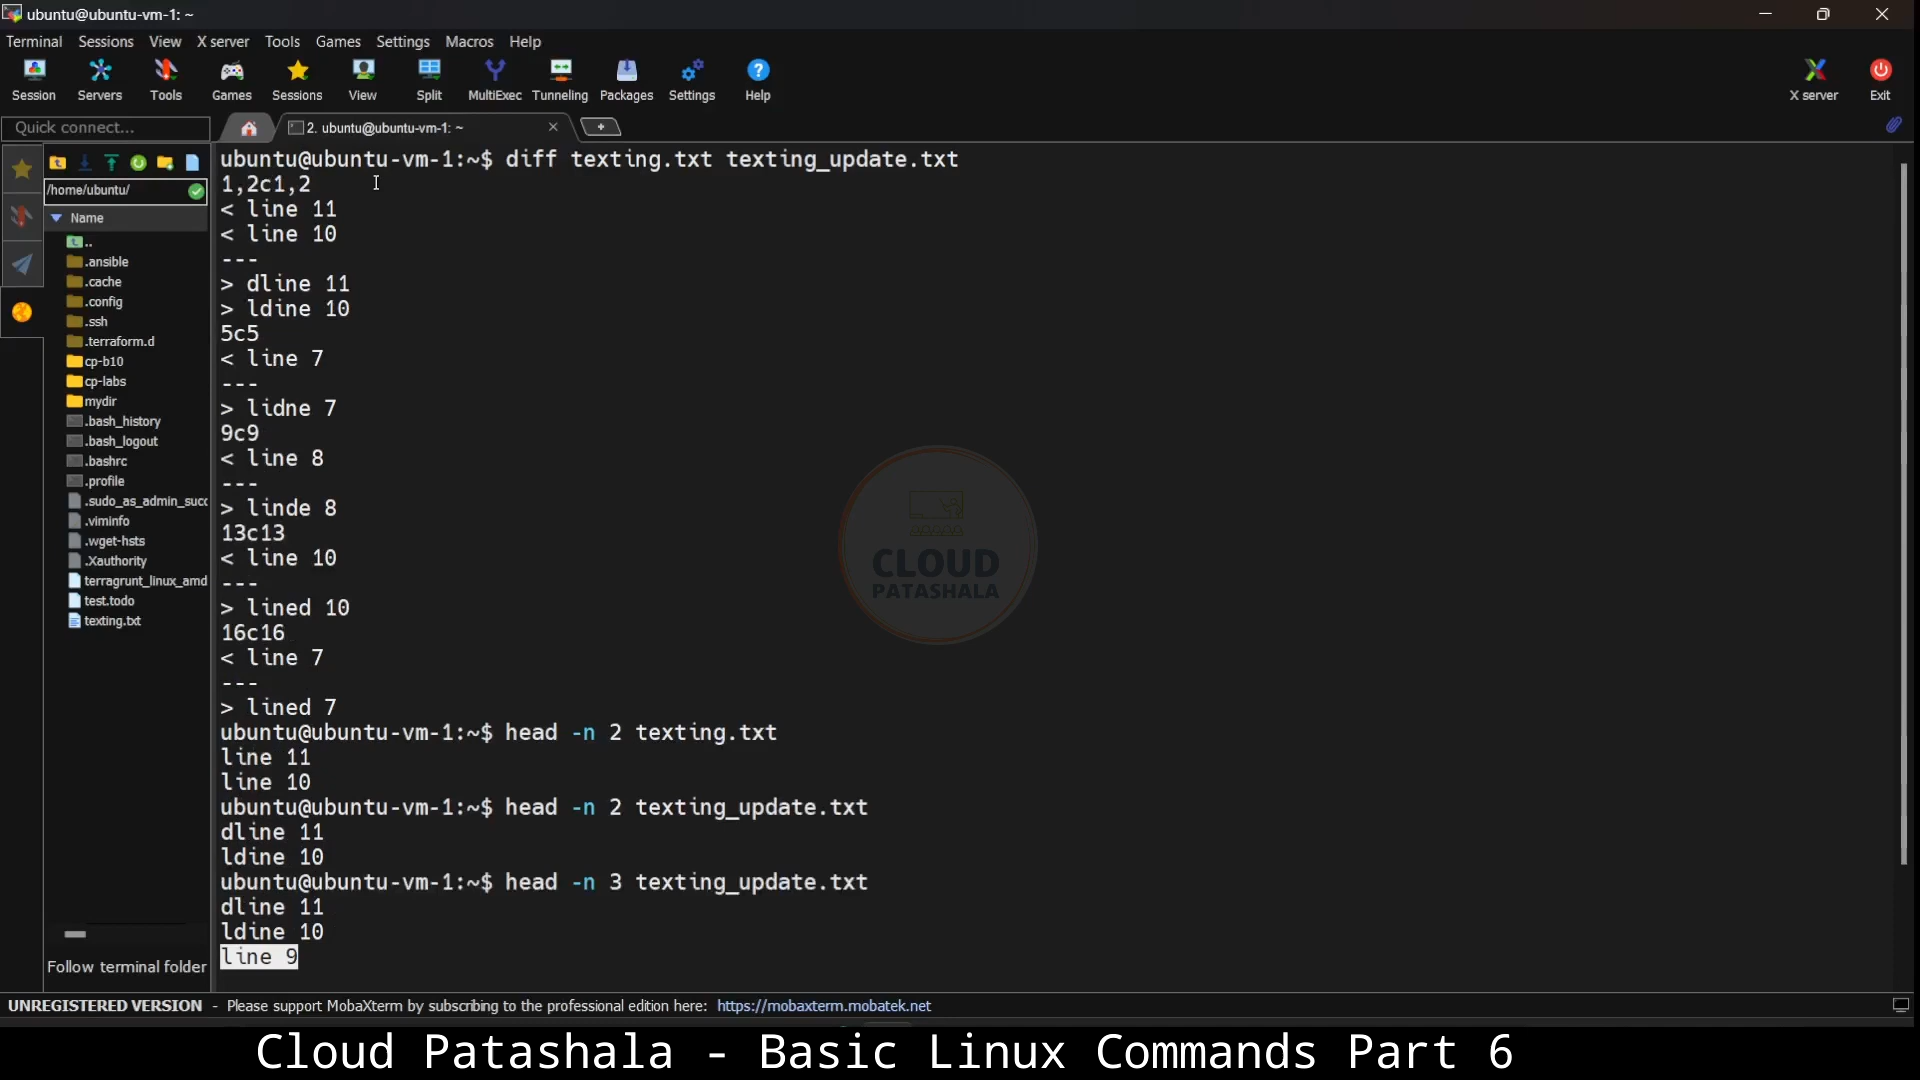 ubuntu@ubuntu-vm-1: ~
Terminal Sessions View X server Tools Games Settings Macros Help
Session Servers Tools Games Sessions View Split MultiExec Tunneling Packages Settings Help X server Exit
Quick connect...
2. ubuntu@ubuntu-vm-1: ~
/home/ubuntu/
Name
..
.ansible
.cache
.config
.ssh
.terraform.d
cp-b10
cp-labs
mydir
.bash_history
.bash_logout
.bashrc
.profile
.sudo_as_admin_succ
.viminfo
.wget-hsts
.Xauthority
terragrunt_linux_amd
test.todo
texting.txt
Follow terminal folder
ubuntu@ubuntu-vm-1:~$ diff texting.txt texting_update.txt
1,2c1,2
< line 11
< line 10
---
> dline 11
> ldine 10
5c5
< line 7
---
> lidne 7
9c9
< line 8
---
> linde 8
13c13
< line 10
---
> lined 10
16c16
< line 7
---
> lined 7
ubuntu@ubuntu-vm-1:~$ head -n 2 texting.txt
line 11
line 10
ubuntu@ubuntu-vm-1:~$ head -n 2 texting_update.txt
dline 11
ldine 10
ubuntu@ubuntu-vm-1:~$ head -n 3 texting_update.txt
dline 11
ldine 10
line 9
CLOUD
PATASHALA
UNREGISTERED VERSION - Please support MobaXterm by subscribing to the professional edition here: https://mobaxterm.mobatek.net
Cloud Patashala - Basic Linux Commands Part 6